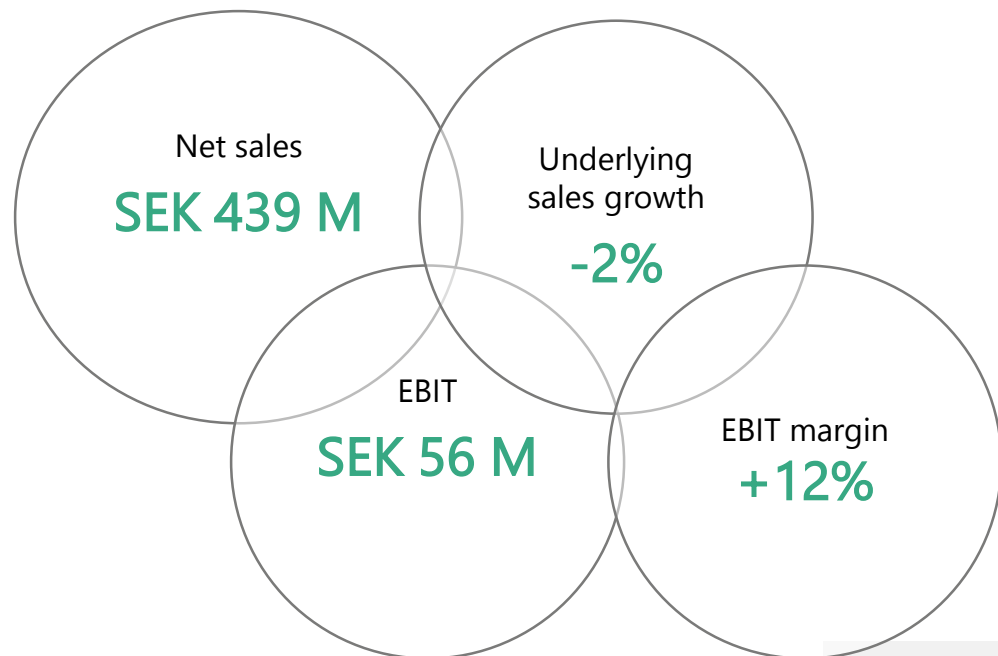 Net sales
SEK 439 M
Underlying
sales growth
-2%
EBIT
SEK 56 M
EBIT margin
+12%